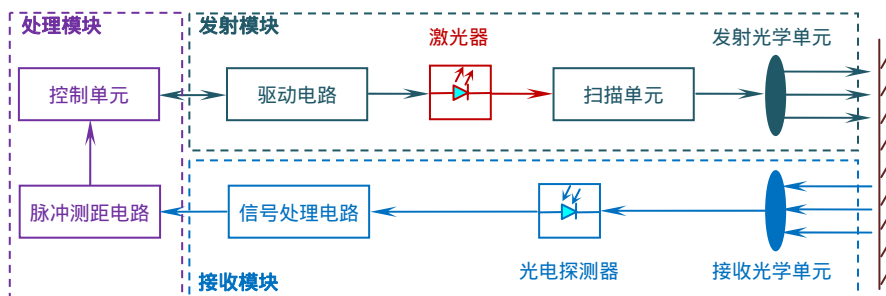 处理模块
发射模块
激光器
发射光学单元
控制单元
驱动电路
扫描单元
脉冲测距电路
信号处理电路
光电探测器
接收光学单元
接收模块